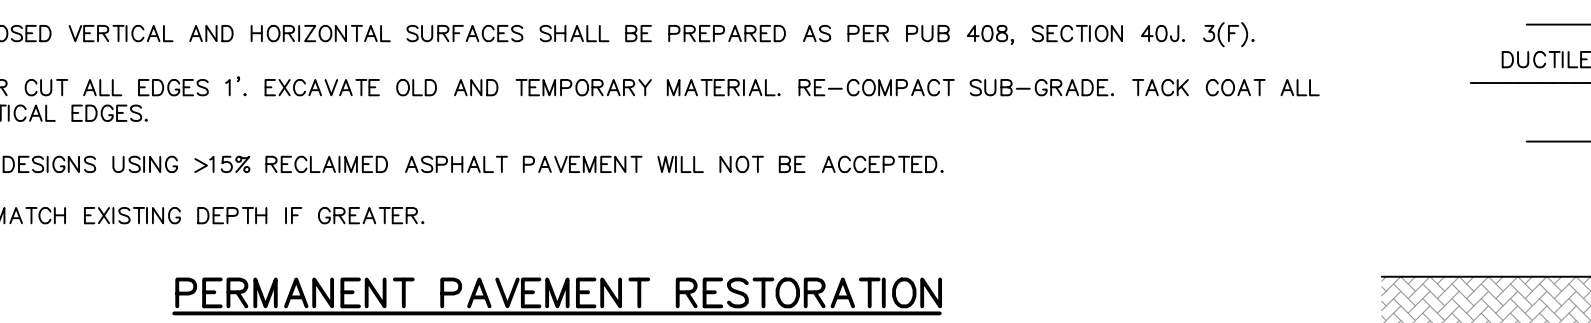 OSED VERTICAL AND HORIZONTAL SURFACES SHALL BE PREPARED AS PER PUB 408, SECTION 40J. 3(F).
DUCTILE
R CUT ALL EDGES 1'. EXCAVATE OLD AND TEMPORARY MATERIAL. RE-COMPACT SUB-GRADE. TACK COAT ALL
TICAL EDGES.
DESIGNS USING >15% RECLAIMED ASPHALT PAVEMENT WILL NOT BE ACCEPTED.
MATCH EXISTING DEPTH IF GREATER.
PERMANENT PAVEMENT RESTORATION